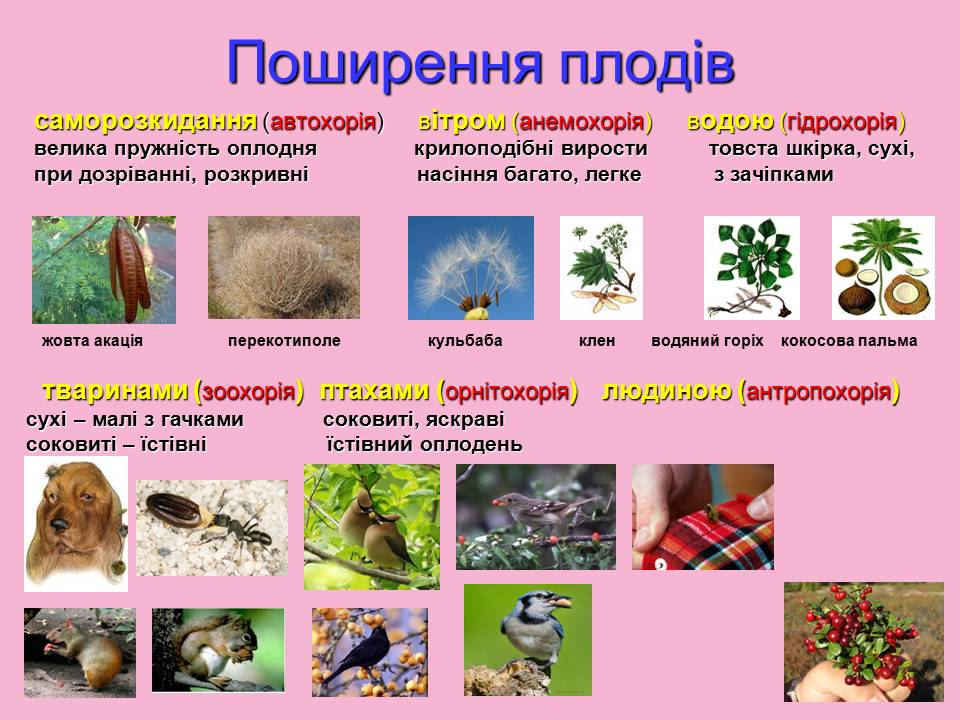 Поширення плодів
саморозкидання (автохорія) вітром (анемохорія) водою (гідрохорія)
велика пружність оплодня крилоподібні вирости товста шкірка, сухі,
при дозріванні, розкривні насіння багато, легке з зачіпками
жовта акація перекотиполе кульбаба клен водяний горіх кокосова пальма
тваринами (зоохорія) птахами (орнітохорія) людиною (антропохорія)
сухі – малі з гачками соковиті, яскраві
соковиті – їстівні їстівний оплодень